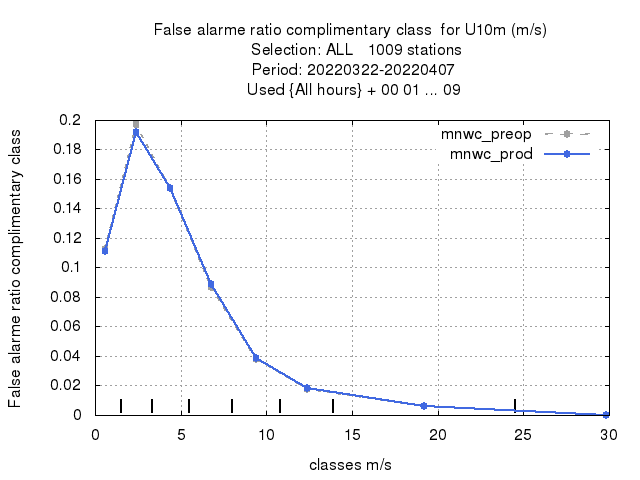 False alarme ratio complimentary class  for U10m (m/s)
Selection: ALL   1009 stations
Period: 20220322-20220407
Used {All hours} + 00 01 ... 09
mnwc_preop
mnwc_prod
False alarme ratio complimentary class
0.2
0.18
0.16
0.14
0.12
0.1
0.08
0.06
0.04
0.02
0
0 5 10 15 20 25 30
classes m/s